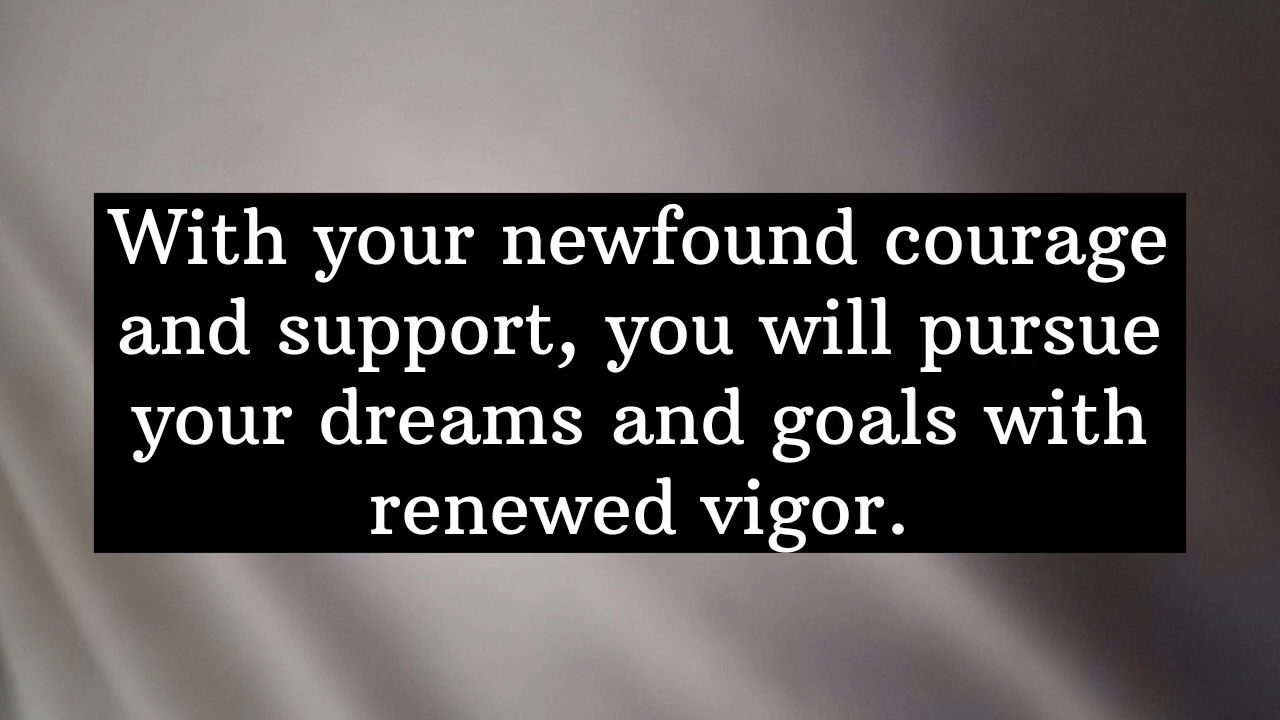 With your newfound courage
and support, you will pursue
your dreams and goals with
renewed vigor.